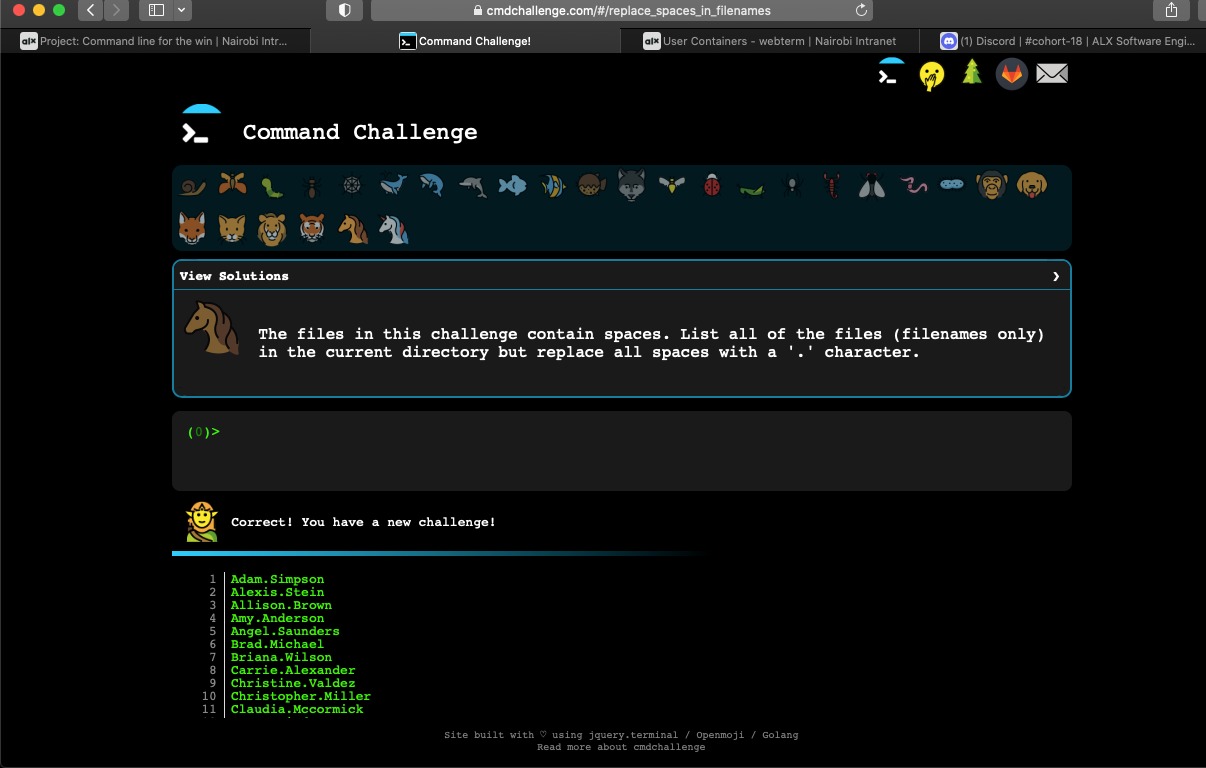 cmdchallenge.com/#/replace_spaces_in_filenames
alx Project: Command line for the win | Nairobi Intr...
Command Challenge!
alx User Containers - webterm | Nairobi Intranet
(1) Discord | #cohort-18 | ALX Software Engi...
Command Challenge
View Solutions ❯
The files in this challenge contain spaces. List all of the files (filenames only)
in the current directory but replace all spaces with a '.' character.
(0)>
Correct! You have a new challenge!
1 Adam.Simpson
2 Alexis.Stein
3 Allison.Brown
4 Amy.Anderson
5 Angel.Saunders
6 Brad.Michael
7 Briana.Wilson
8 Carrie.Alexander
9 Christine.Valdez
10 Christopher.Miller
11 Claudia.Mccormick
Site built with ♡ using jquery.terminal / Openmoji / Golang
Read more about cmdchallenge